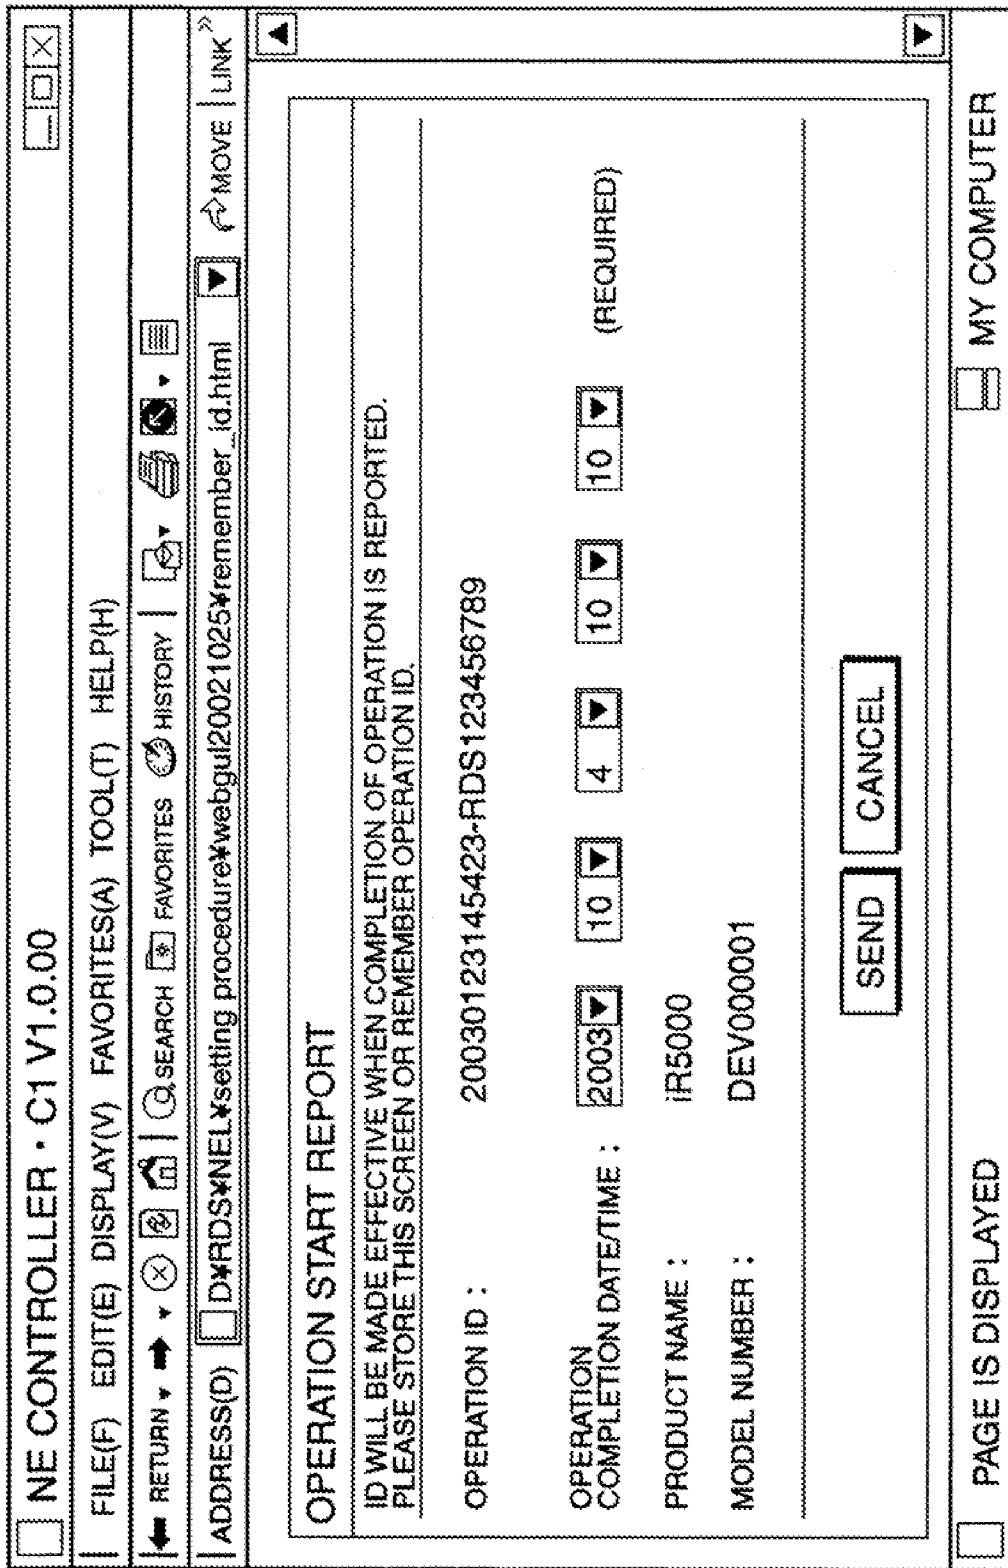 NE CONTROLLER・C1 V1.0.00
FILE(F) EDIT(E) DISPLAY(V) FAVORITES(A) TOOL(T) HELP(H)
RETURN SEARCH FAVORITES HISTORY
ADDRESS(D) D¥RDS¥NEL¥setting procedure¥webgui20021025¥remember_id.html MOVE LINK »
OPERATION START REPORT
ID WILL BE MADE EFFECTIVE WHEN COMPLETION OF OPERATION IS REPORTED.
PLEASE STORE THIS SCREEN OR REMEMBER OPERATION ID.
OPERATION ID : 20030123145423-RDS123456789
OPERATION
COMPLETION DATE/TIME : 2003 10 4 10 10 (REQUIRED)
PRODUCT NAME : iR5000
MODEL NUMBER : DEV00001
SEND CANCEL
PAGE IS DISPLAYED MY COMPUTER